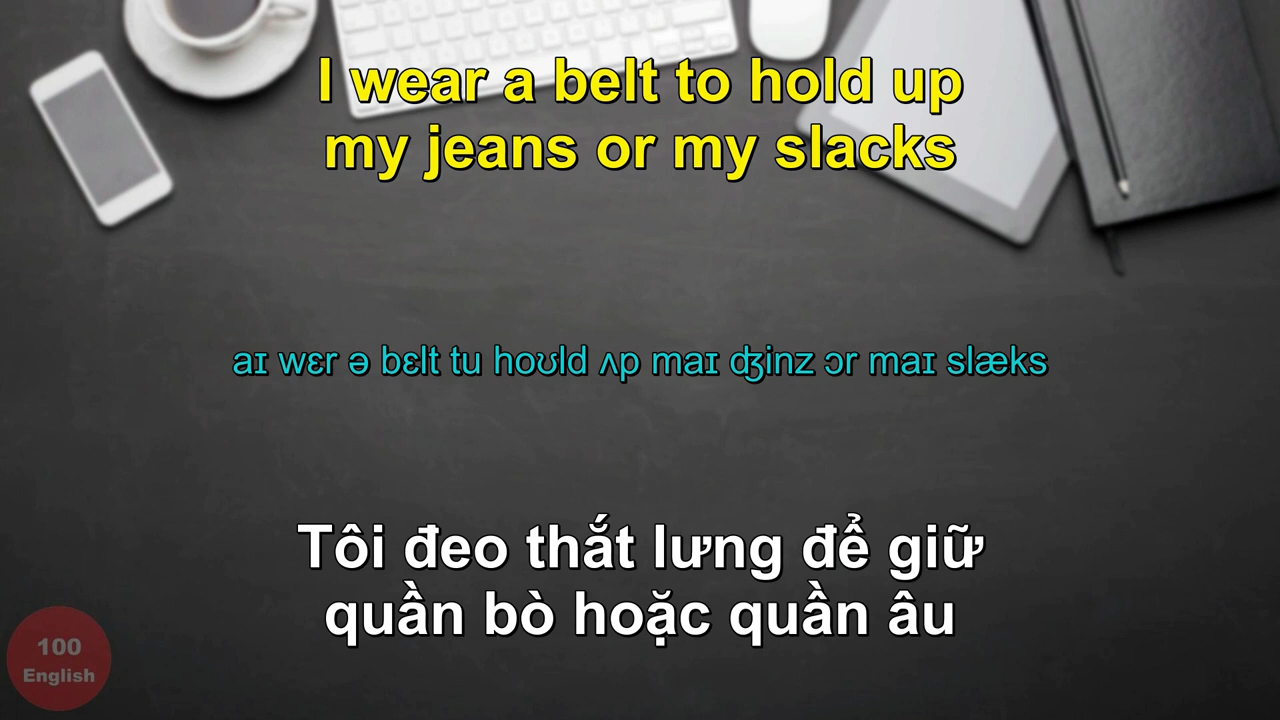 I wear a belt to hold up
my jeans or my slacks
aɪ wɛr ə bɛlt tu hoʊld ʌp maɪ ʤinz ɔr maɪ slæks
Tôi đeo thắt lưng để giữ
quần bò hoặc quần âu
100
English